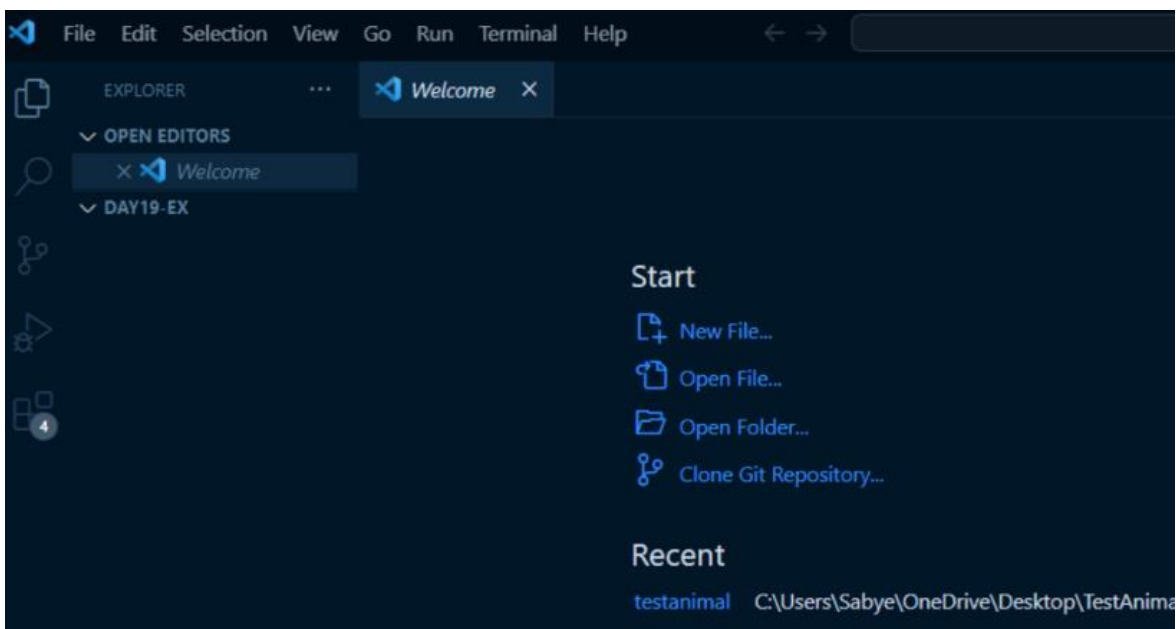 File Edit Selection View Go Run Terminal Help
EXPLORER
Welcome
OPEN EDITORS
Welcome
DAY19-EX
4
Start
New File...
Open File...
Open Folder...
Clone Git Repository...
Recent
testanimal C:\Users\Sabye\OneDrive\Desktop\TestAnima